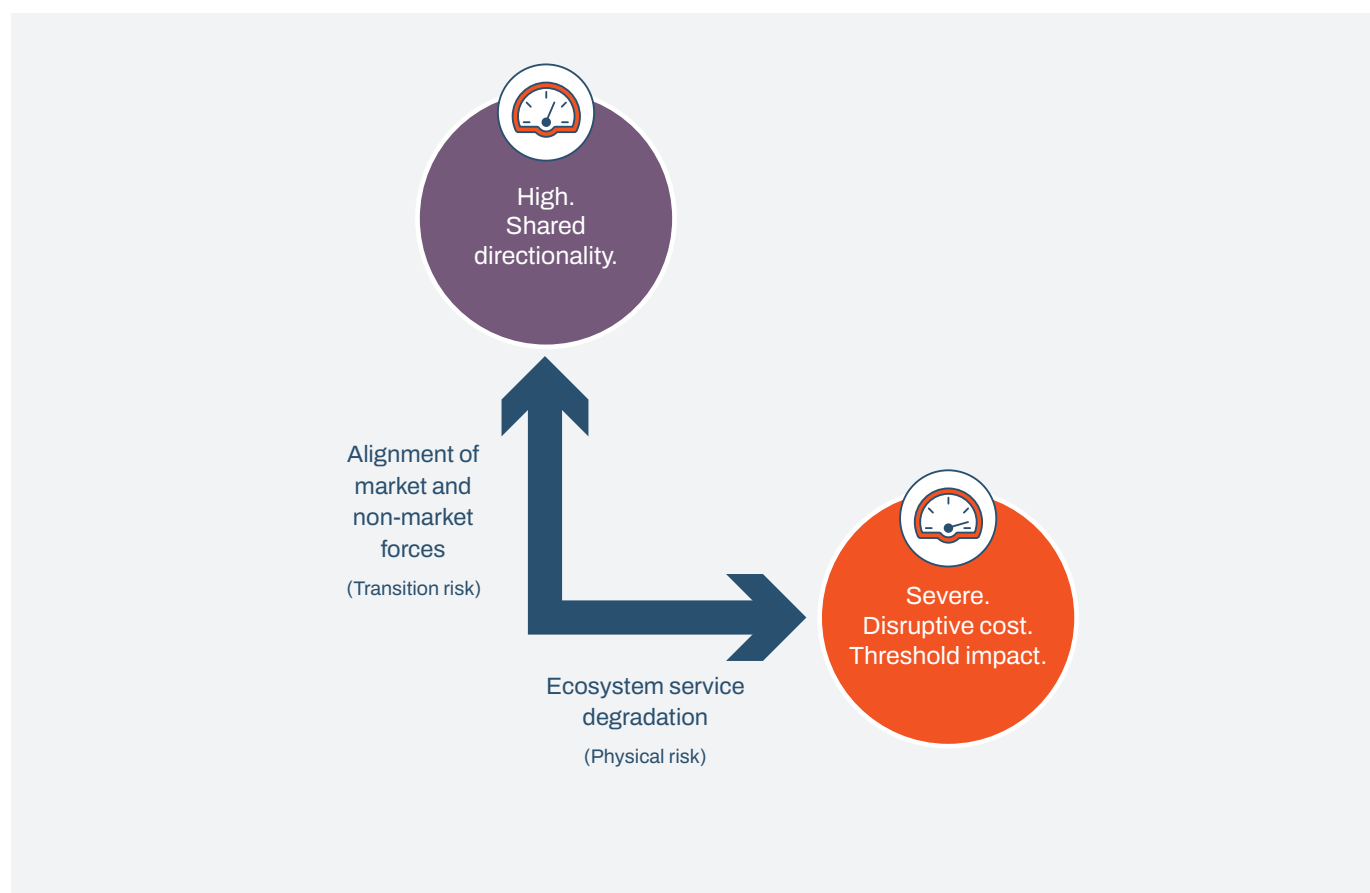 High.
Shared
directionality.
Alignment of
market and
non-market
forces
(Transition risk)
Severe.
Disruptive cost.
Threshold impact.
Ecosystem service
degradation
(Physical risk)